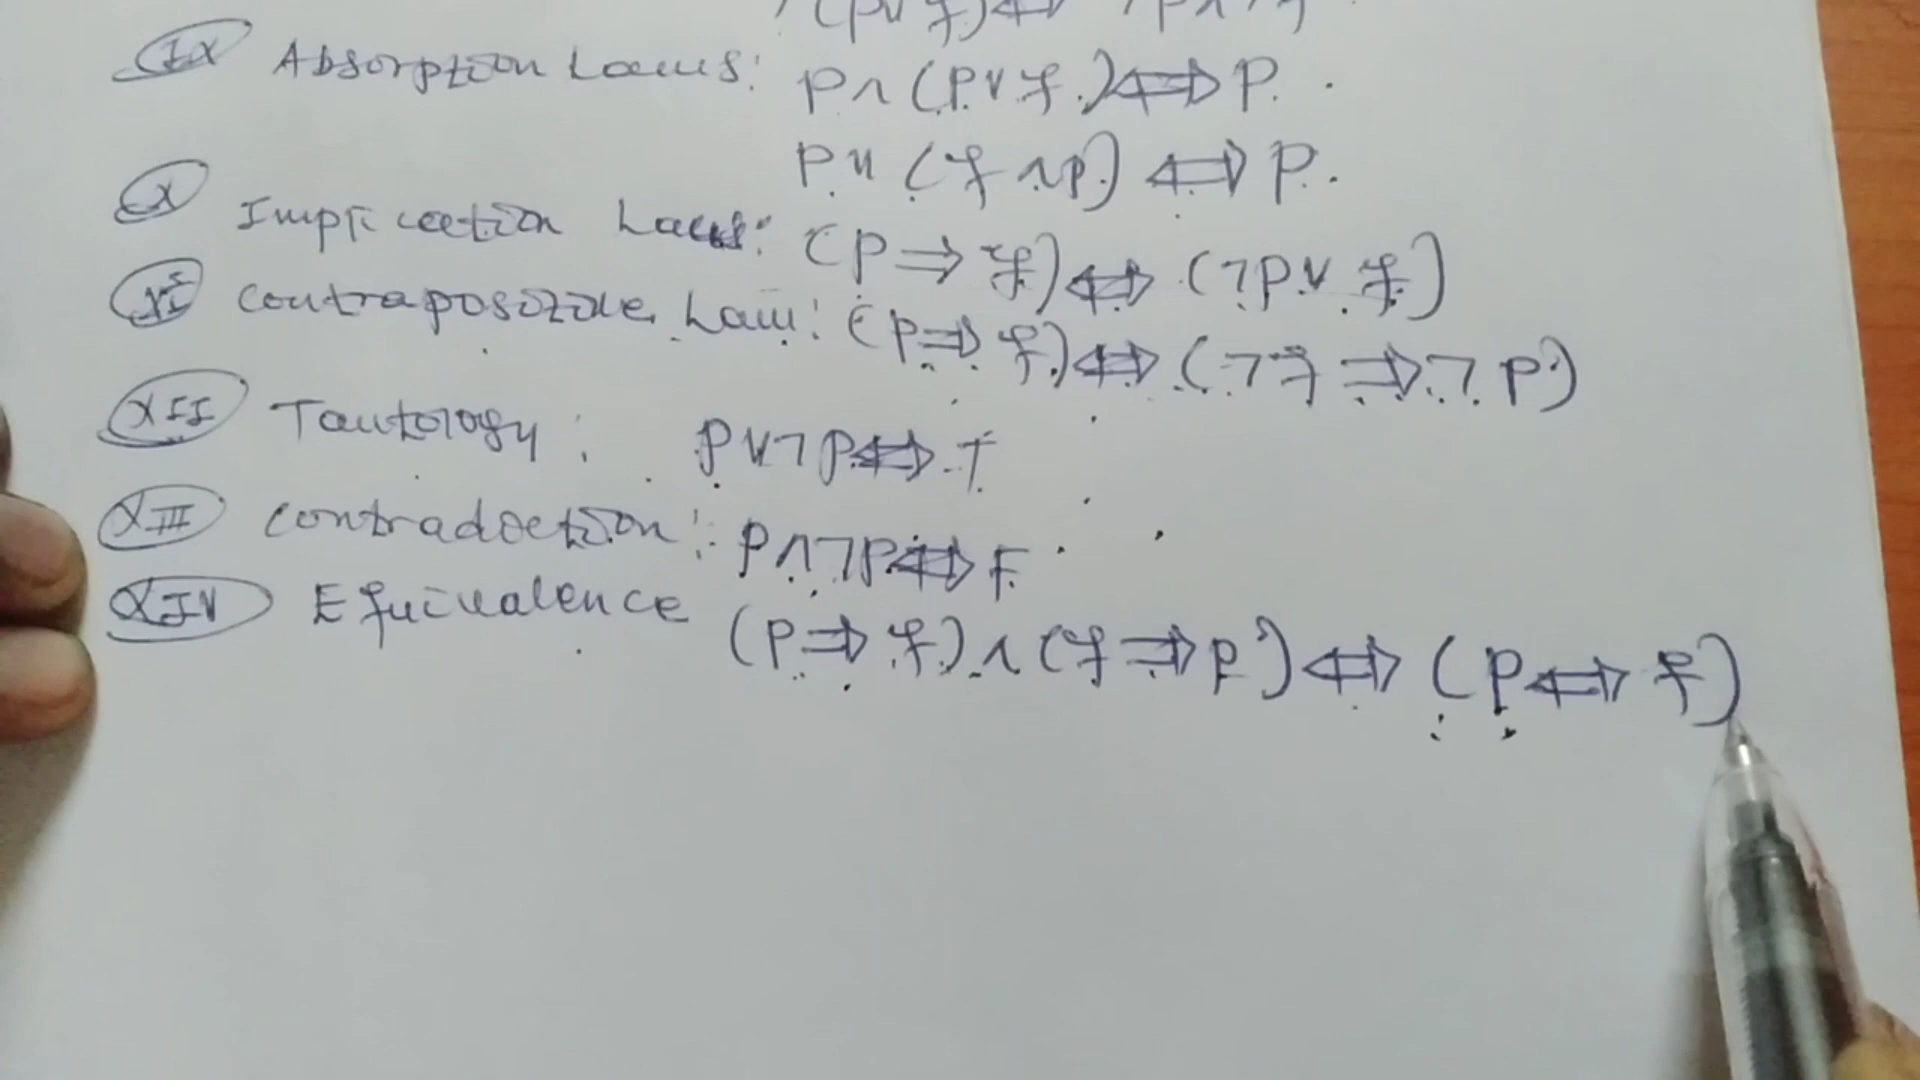 ¬(p∨q)⇔ ¬p∧¬q
IX Absorption Laws: p∧(p∨q)⇔p.
p∨(q∧p)⇔p.
X Implication Laws: (p⇒q)⇔(¬p∨q)
XI Contrapositive Law: (p⇒q)⇔(¬q⇒¬p)
XII Tautology: p∨¬p⇔T
XIII Contradiction: p∧¬p⇔F
XIV Equivalence (p⇒q)∧(q⇒p)⇔(p⇔q)